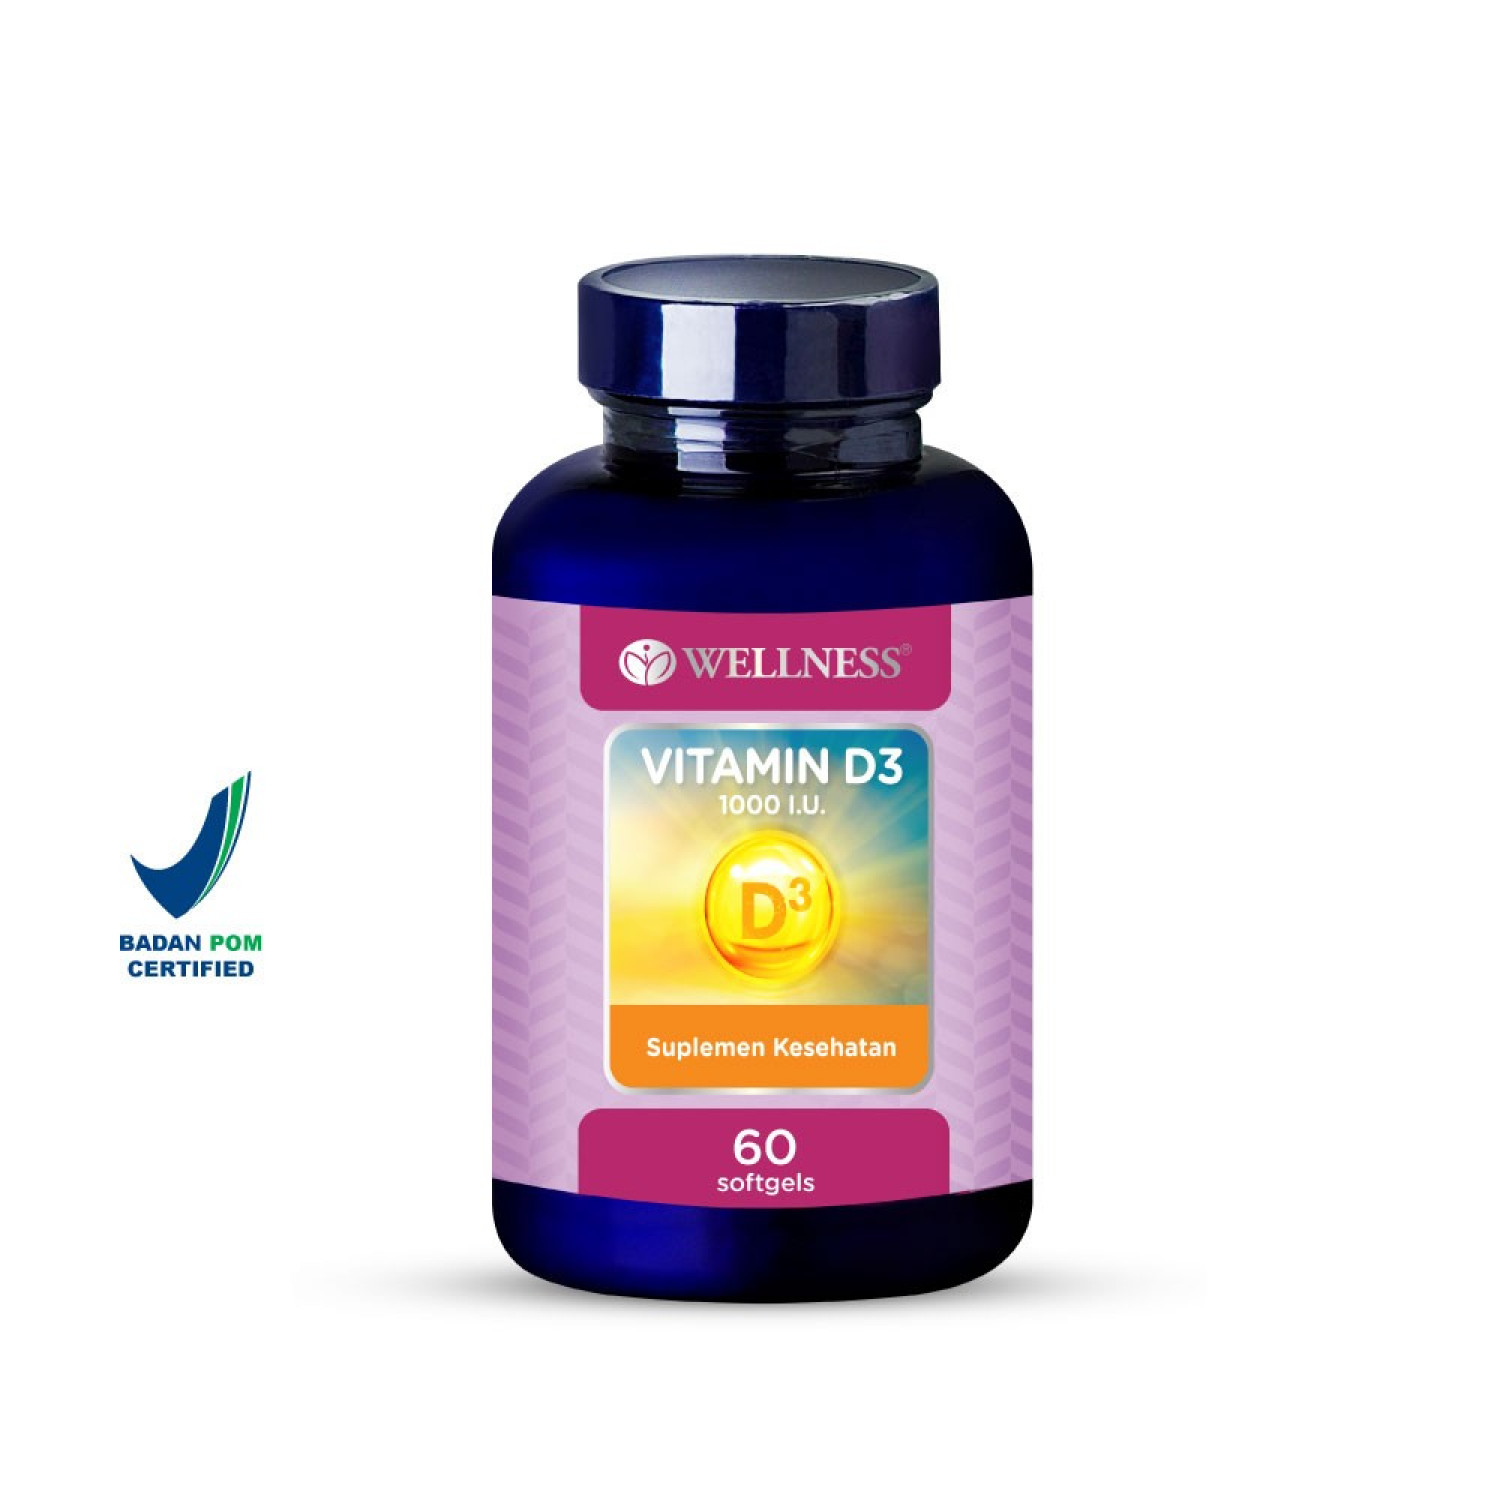 WELLNESS®
VITAMIN D3
1000 I.U.
D³
Suplemen Kesehatan
60
softgels
BADAN POM
CERTIFIED